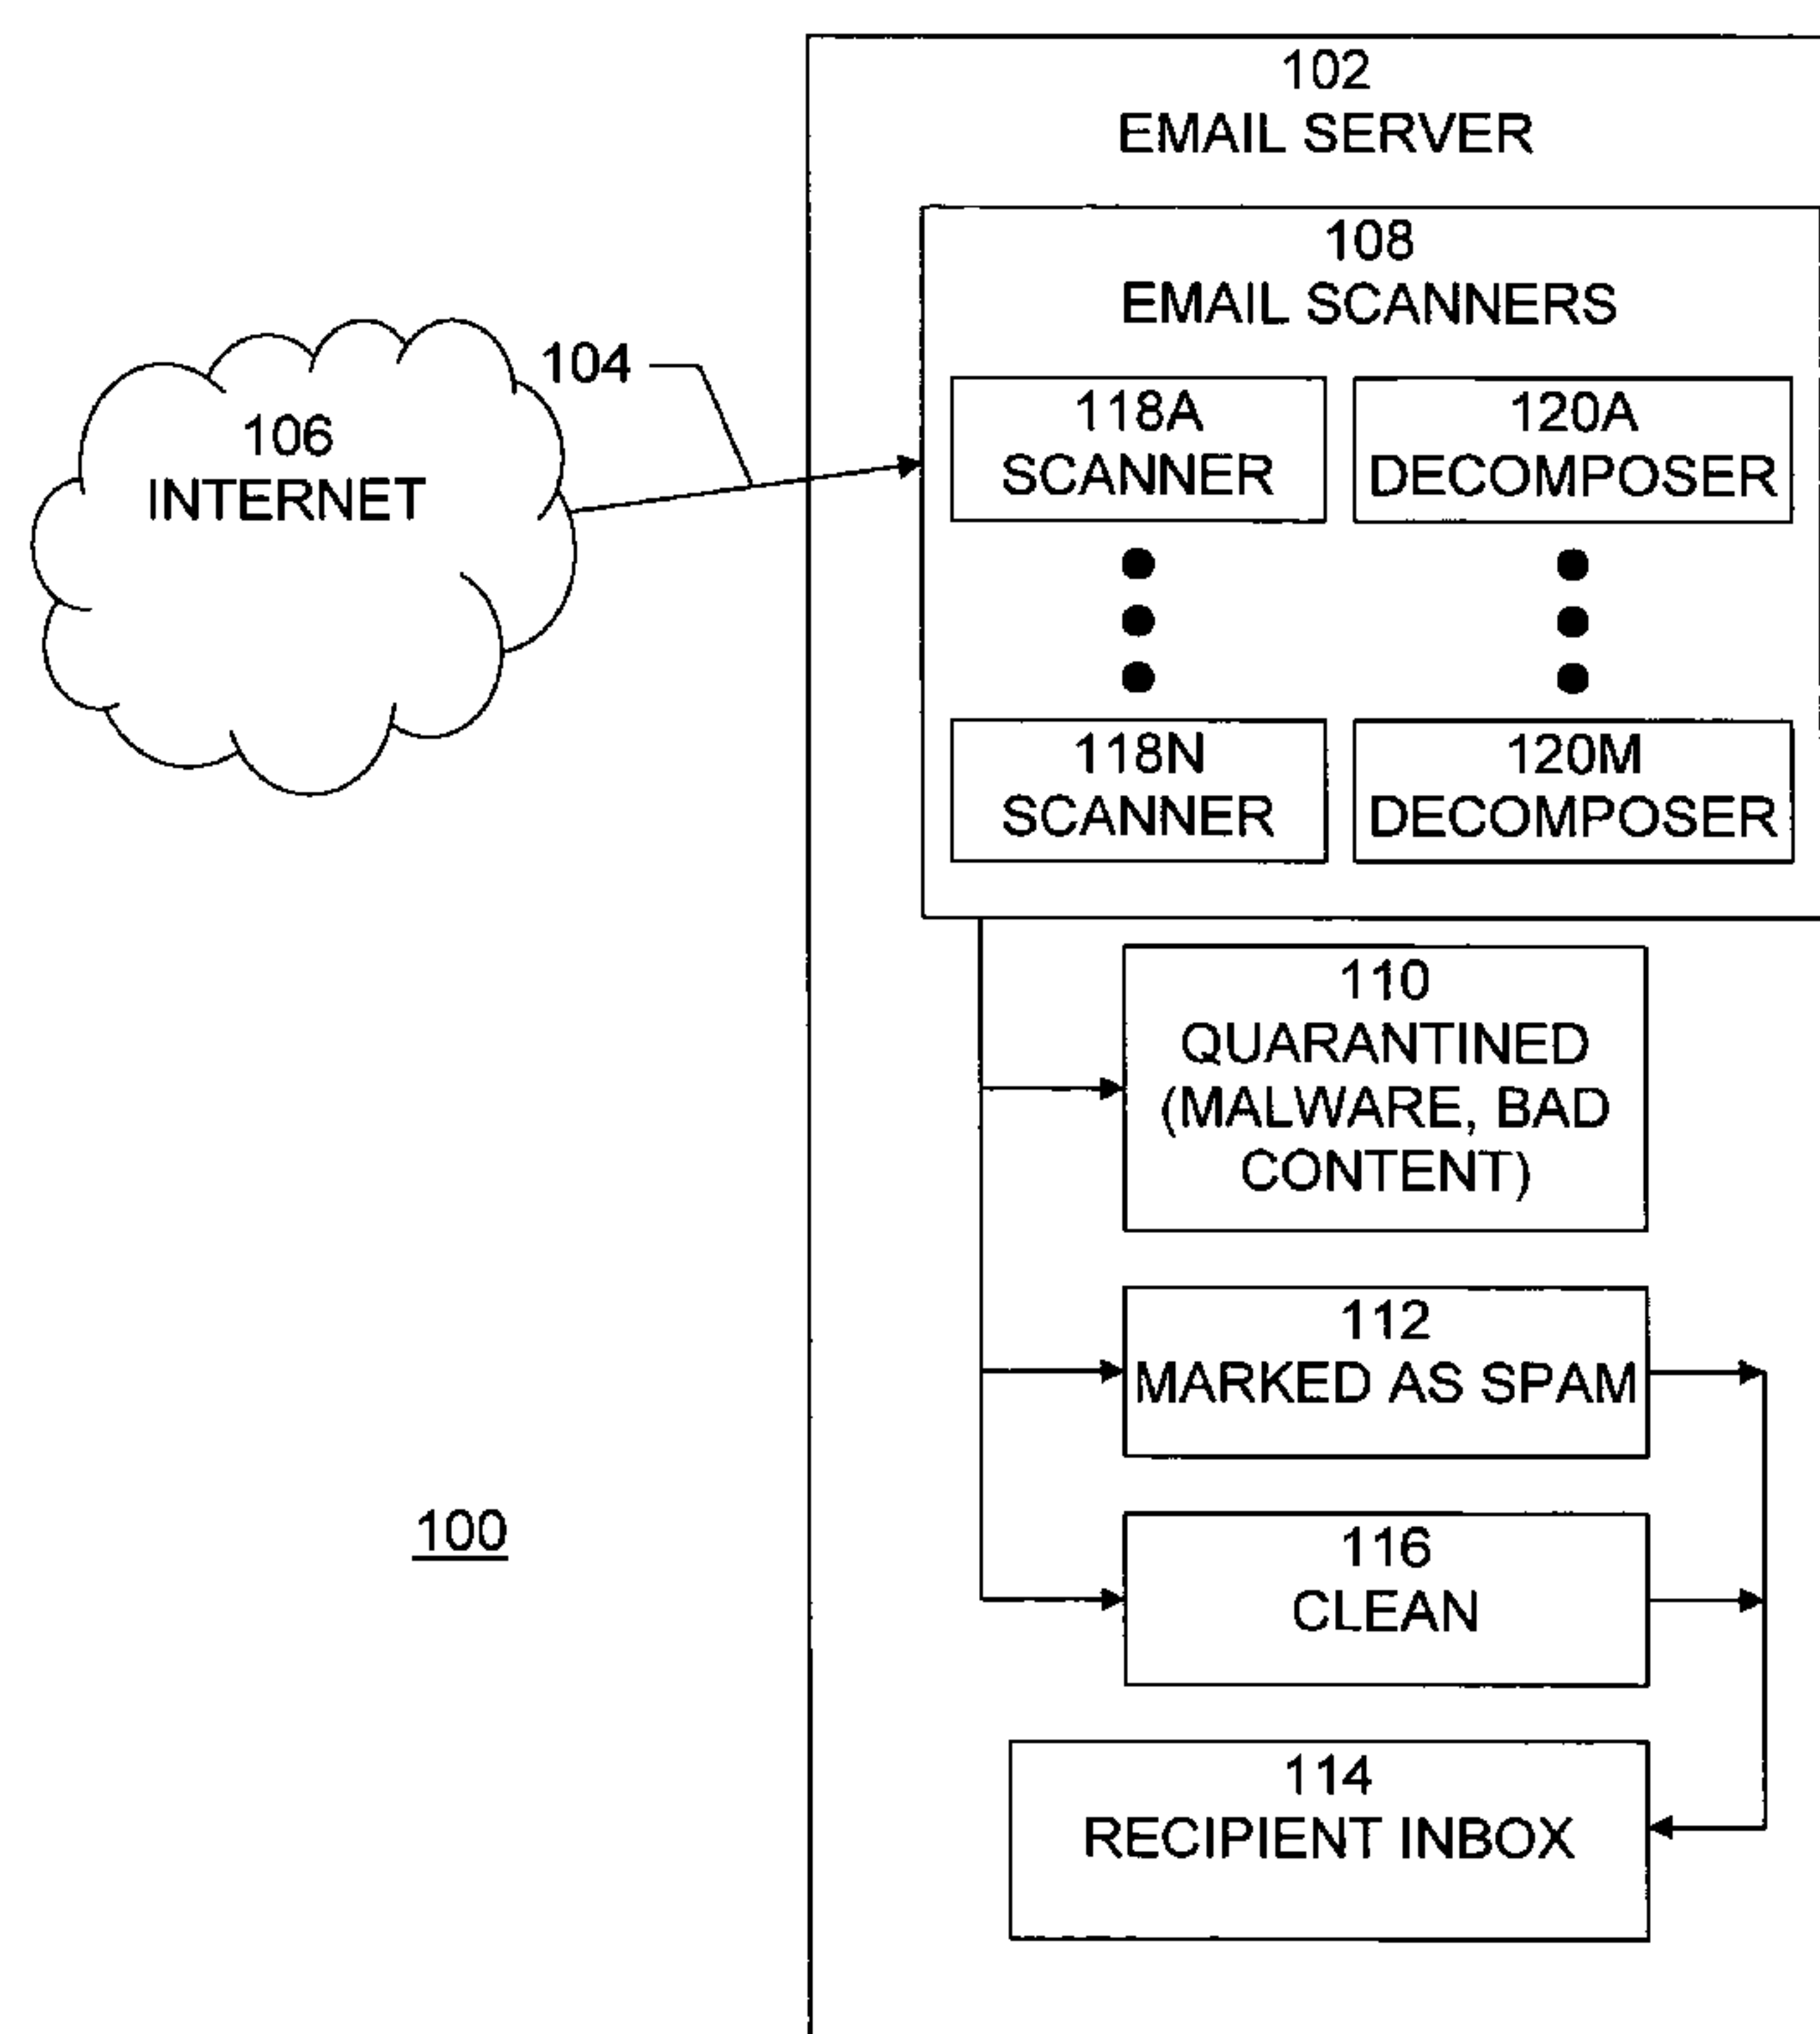 102
EMAIL SERVER
108
EMAIL SCANNERS
104
106
INTERNET
118A
SCANNER
120A
DECOMPOSER
118N
SCANNER
120M
DECOMPOSER
110
QUARANTINED
(MALWARE, BAD
CONTENT)
112
MARKED AS SPAM
100
116
CLEAN
114
RECIPIENT INBOX